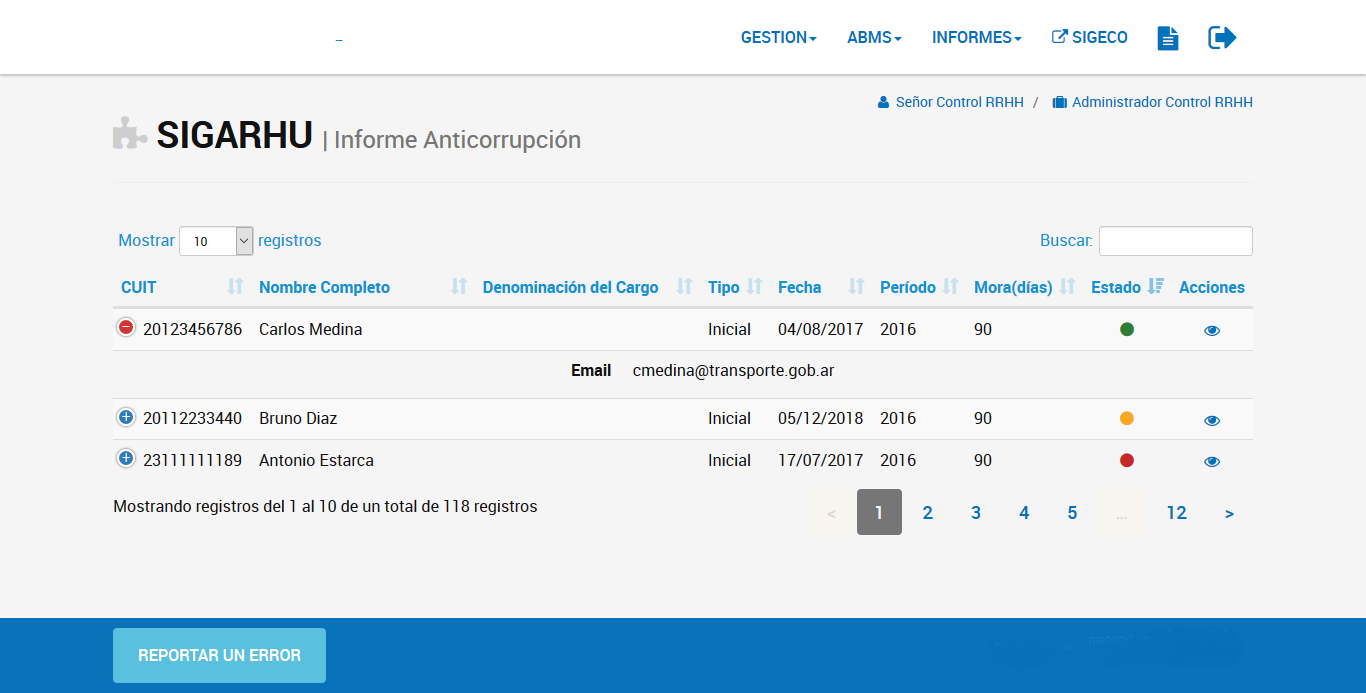 GESTION ABMS INFORMES SIGECO
Señor Control RRHH / Administrador Control RRHH
SIGARHU | Informe Anticorrupción
Mostrar 10 registros Buscar:
CUIT Nombre Completo Denominación del Cargo Tipo Fecha Período Mora(días) Estado Acciones
20123456786 Carlos Medina Inicial 04/08/2017 2016 90
Email cmedina@transporte.gob.ar
20112233440 Bruno Diaz Inicial 05/12/2018 2016 90
23111111189 Antonio Estarca Inicial 17/07/2017 2016 90
Mostrando registros del 1 al 10 de un total de 118 registros < 1 2 3 4 5 ... 12 >
REPORTAR UN ERROR